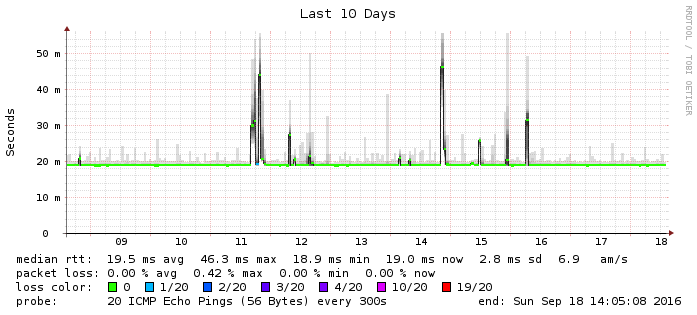 Last 10 Days
RRDTOOL / TOBI OETIKER
Seconds
50 m
40 m
30 m
20 m
10 m
0
09 10 11 12 13 14 15 16 17 18
median rtt: 19.5 ms avg 46.3 ms max 18.9 ms min 19.0 ms now 2.8 ms sd 6.9 am/s
packet loss: 0.00 % avg 0.42 % max 0.00 % min 0.00 % now
loss color: 0 1/20 2/20 3/20 4/20 10/20 19/20
probe: 20 ICMP Echo Pings (56 Bytes) every 300s end: Sun Sep 18 14:05:08 2016